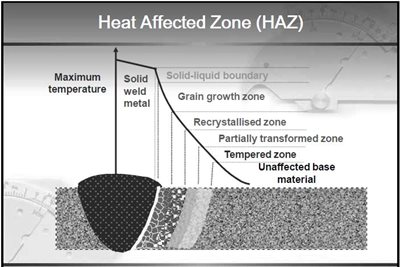 Heat Affected Zone (HAZ)
Maximum
temperature
Solid
weld
metal
Solid-liquid boundary
Grain growth zone
Recrystallised zone
Partially transformed zone
Tempered zone
Unaffected base
material